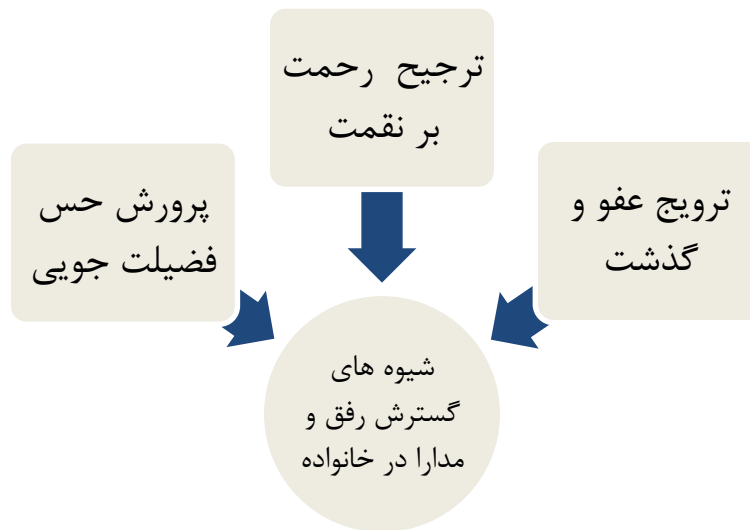 ترجیح رحمت
بر نقمت
ترویج عفو و
گذشت
پرورش حس
فضیلت جویی
شیوه های
گسترش رفق و
مدارا در خانواده